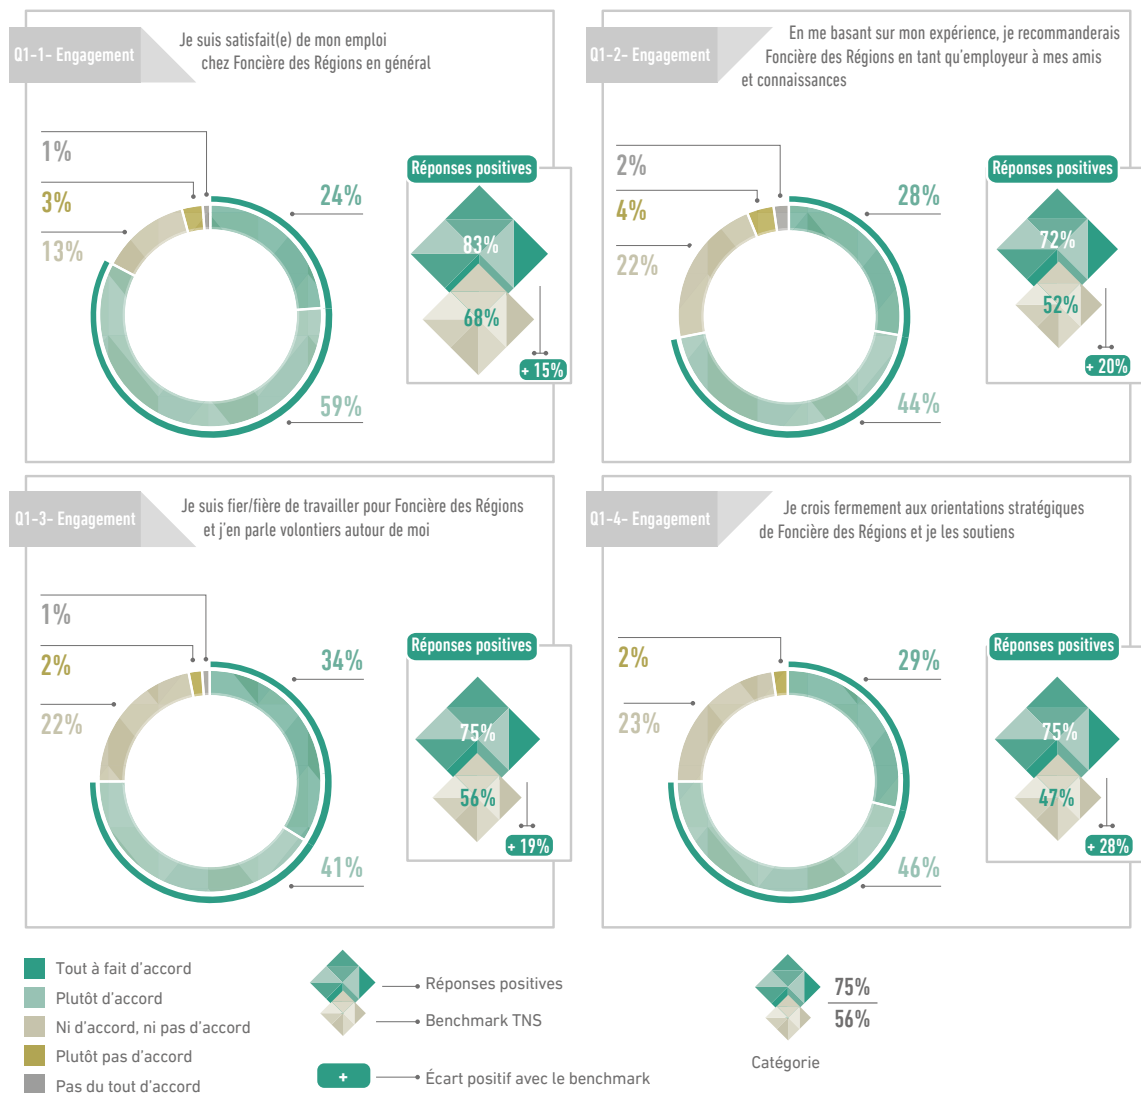 Q1-1- Engagement
Je suis satisfait(e) de mon emploi
chez Foncière des Régions en général
1%
3%
13%
24%
59%
Réponses positives
83%
68%
+ 15%
Q1-2- Engagement
En me basant sur mon expérience, je recommanderais
Foncière des Régions en tant qu'employeur à mes amis
et connaissances
2%
4%
22%
28%
44%
Réponses positives
72%
52%
+ 20%
Q1-3- Engagement
Je suis fier/fière de travailler pour Foncière des Régions
et j'en parle volontiers autour de moi
1%
2%
22%
34%
41%
Réponses positives
75%
56%
+ 19%
Q1-4- Engagement
Je crois fermement aux orientations stratégiques
de Foncière des Régions et je les soutiens
2%
23%
29%
46%
Réponses positives
75%
47%
+ 28%
Tout à fait d'accord
Plutôt d'accord
Ni d'accord, ni pas d'accord
Plutôt pas d'accord
Pas du tout d'accord
Réponses positives
Benchmark TNS
+
Écart positif avec le benchmark
75%
56%
Catégorie